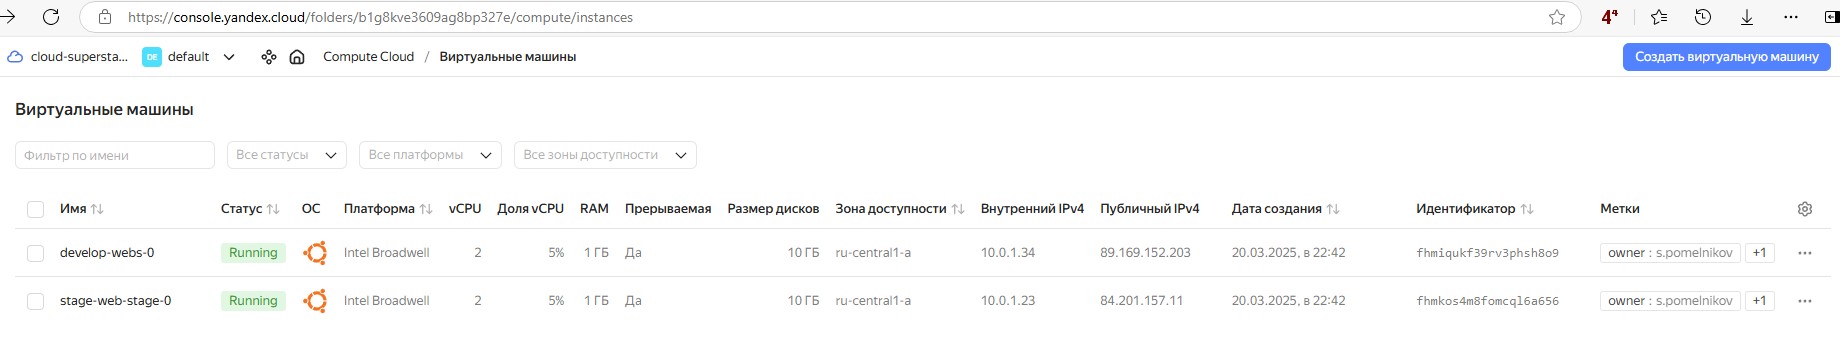 https://console.yandex.cloud/folders/b1g8kve3609ag8bp327e/compute/instances
4⁴
cloud-supersta... DE default Compute Cloud / Виртуальные машины Создать виртуальную машину
Виртуальные машины
Фильтр по имени Все статусы Все платформы Все зоны доступности
Имя Статус ОС Платформа vCPU Доля vCPU RAM Прерываемая Размер дисков Зона доступности Внутренний IPv4 Публичный IPv4 Дата создания Идентификатор Метки
develop-webs-0 Running Intel Broadwell 2 5% 1 ГБ Да 10 ГБ ru-central1-a 10.0.1.34 89.169.152.203 20.03.2025, в 22:42 fhmiqukf39rv3phsh8o9 owner : s.pomelnikov +1
stage-web-stage-0 Running Intel Broadwell 2 5% 1 ГБ Да 10 ГБ ru-central1-a 10.0.1.23 84.201.157.11 20.03.2025, в 22:42 fhmkos4m8fomcql6a656 owner : s.pomelnikov +1